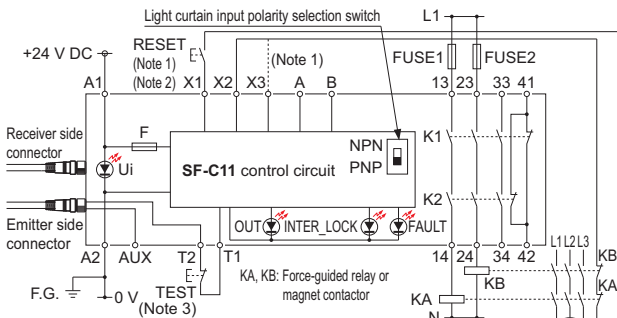 Light curtain input polarity selection switch
L1
+24 V DC
RESET
(Note 1)
(Note 2)
(Note 1)
FUSE1
FUSE2
A1
X1
X2
X3
A
B
13
23
33
41
Receiver side
connector
F
Ui
SF-C11 control circuit
NPN
PNP
K1
K2
Emitter side
connector
OUT
INTER_LOCK
FAULT
A2
AUX
T2
T1
14
24
34
42
L1
L2
L3
KA, KB: Force-guided relay or
magnet contactor
KB
KB
KA
KA
F.G.
0 V
TEST
(Note 3)
N